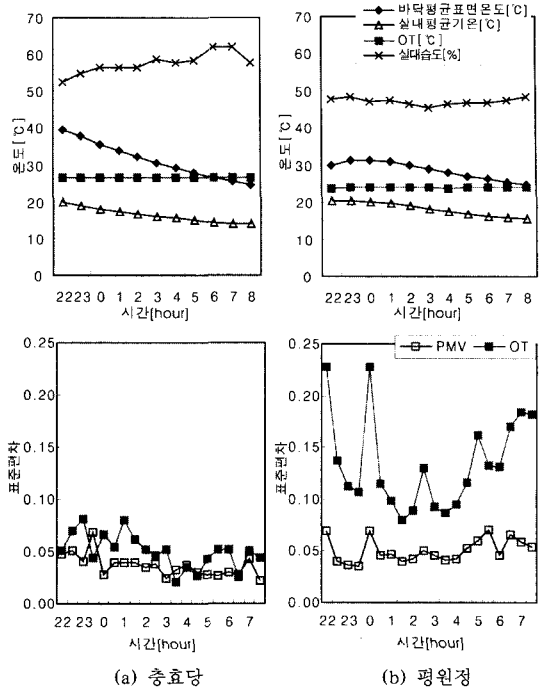 바닥평균표면온도[℃]
실내평균기온[℃]
OT[℃]
실대습도[%]
70
60
50
40
30
20
10
0
온도[℃]
22 23 0 1 2 3 4 5 6 7 8
시간[hour]
70
60
50
40
30
20
10
0
온도[℃]
22 23 0 1 2 3 4 5 6 7 8
시간[hour]
0.25
0.20
0.15
0.10
0.05
0.00
표준편차
22 23 0 1 2 3 4 5 6 7
시간[hour]
PMV OT
0.25
0.20
0.15
0.10
0.05
0.00
표준편차
22 23 0 1 2 3 4 5 6 7
시간[hour]
(a) 충효당 (b) 평원정